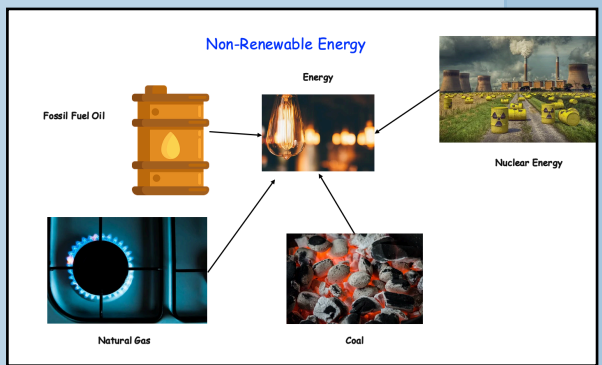 Non-Renewable Energy
Energy
Fossil Fuel Oil
Nuclear Energy
Natural Gas
Coal